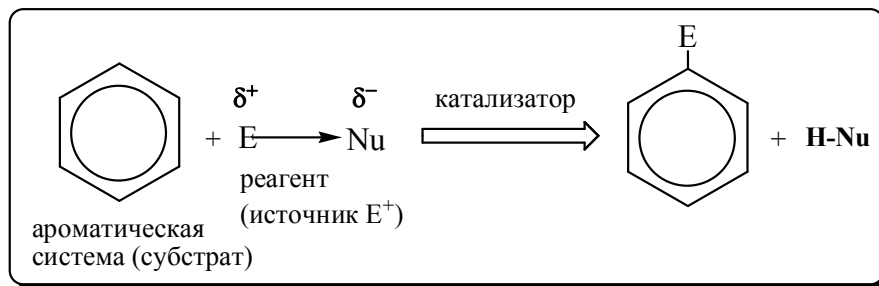 E
δ+ δ− катализатор
+ E Nu + H-Nu
реагент
(источник E+)
ароматическая
система (субстрат)